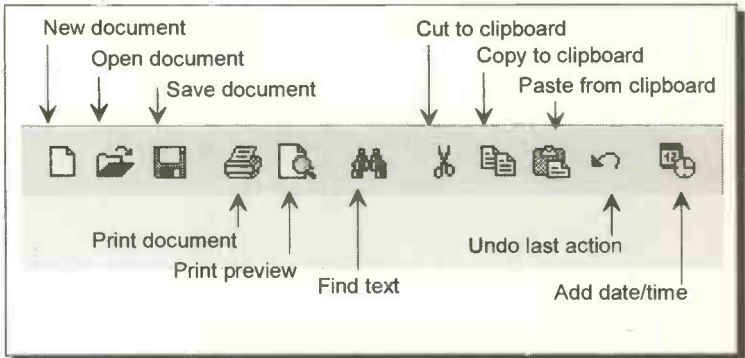 New document
Cut to clipboard
Open document
Copy to clipboard
Save document
Paste from clipboard
12
Print document
Undo last action
Print preview
Find text
Add date/time